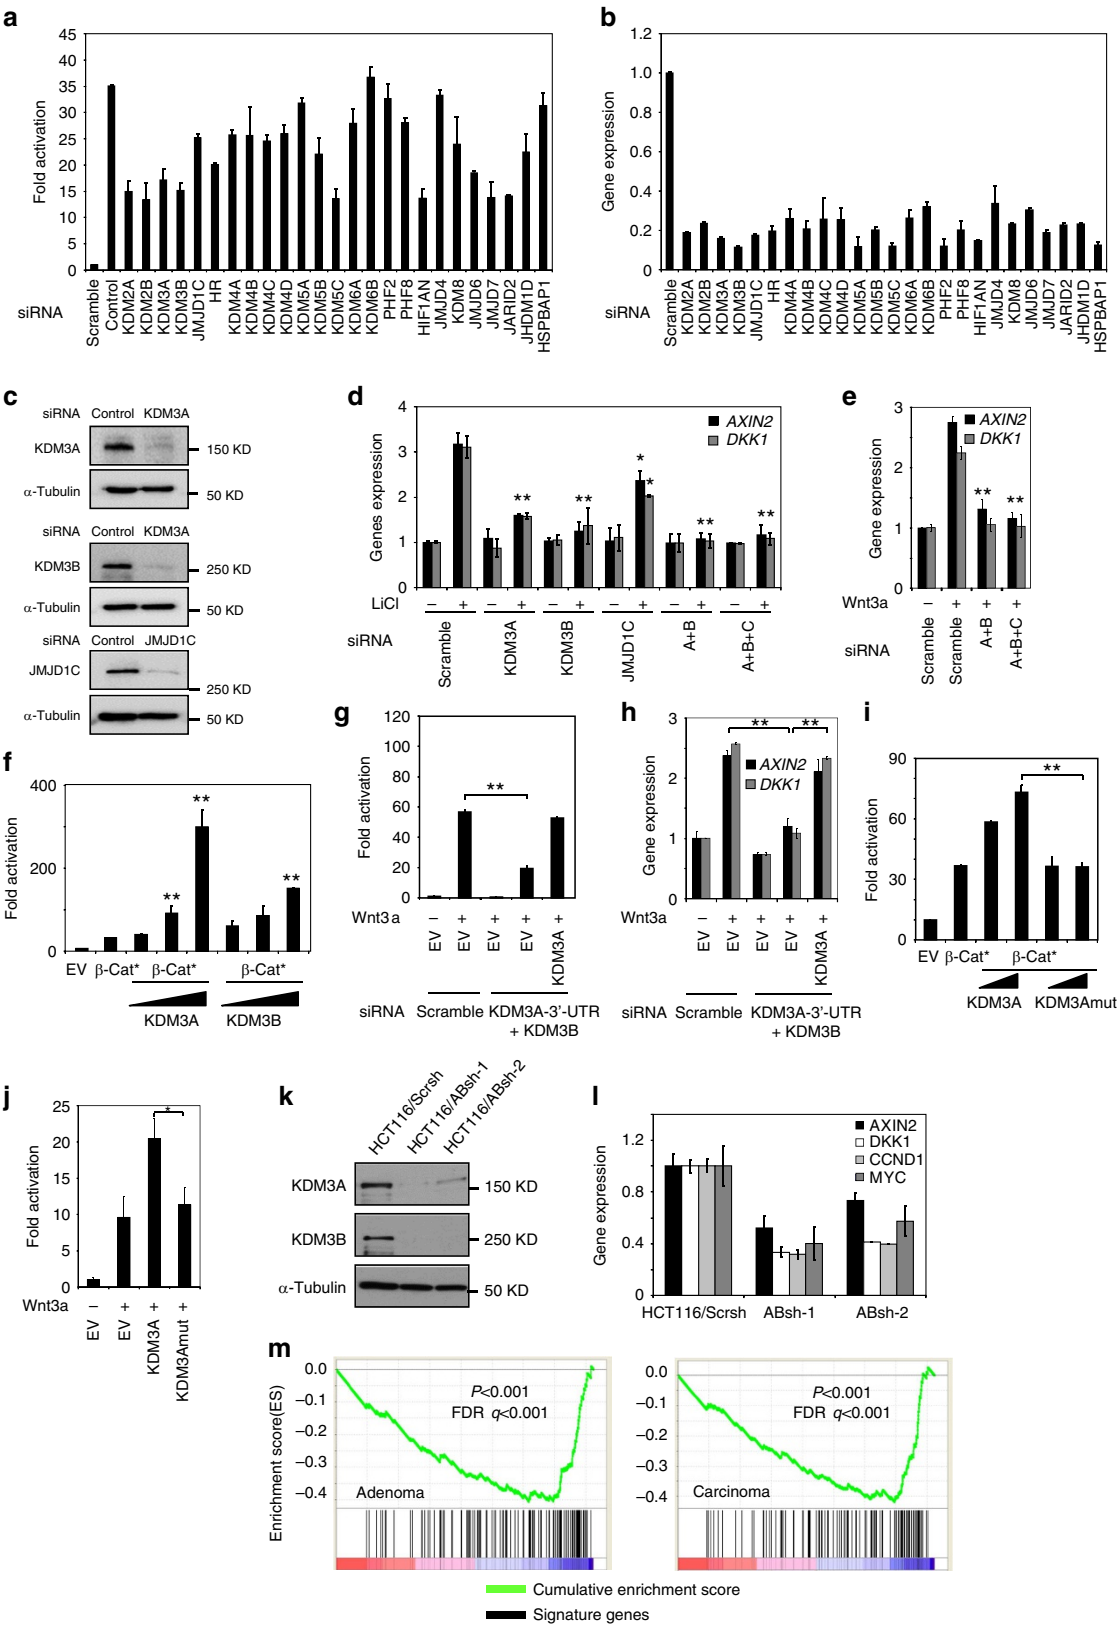 a
45
40
35
30
25
20
15
10
5
0
Fold activation
siRNA
Scramble
Control
KDM2A
KDM2B
KDM3A
KDM3B
JMJD1C
HR
KDM4A
KDM4B
KDM4C
KDM4D
KDM5A
KDM5B
KDM5C
KDM6A
KDM6B
PHF2
PHF8
HIF1AN
JMJD4
KDM8
JMJD6
JMJD7
JARID2
JHDM1D
HSPBAP1
b
1.2
1.0
0.8
0.6
0.4
0.2
0
Gene expression
siRNA
Scramble
KDM2A
KDM2B
KDM3A
KDM3B
JMJD1C
HR
KDM4A
KDM4B
KDM4C
KDM4D
KDM5A
KDM5B
KDM5C
KDM6A
KDM6B
PHF2
PHF8
HIF1AN
JMJD4
KDM8
JMJD6
JMJD7
JARID2
JHDM1D
HSPBAP1
c
siRNA Control KDM3A
KDM3A 150 KD
α-Tubulin 50 KD
siRNA Control KDM3A
KDM3B 250 KD
α-Tubulin 50 KD
siRNA Control JMJD1C
JMJD1C 250 KD
α-Tubulin 50 KD
d
4
3
2
1
0
Genes expression
AXIN2
DKK1
** ** * * ** **
LiCl – + – + – + – + – + – +
siRNA
Scramble
KDM3A
KDM3B
JMJD1C
A+B
A+B+C
e
3
2
1
0
Gene expression
AXIN2
DKK1
** **
Wnt3a – + + +
siRNA
Scramble
Scramble
A+B
A+B+C
f
400
200
0
Fold activation
** ** **
EV β-Cat* β-Cat* β-Cat*
KDM3A KDM3B
g
120
100
80
60
40
20
0
Fold activation
**
Wnt3a – + + + +
EV
EV
EV
EV
KDM3A
siRNA Scramble KDM3A-3'-UTR
+ KDM3B
h
3
2
1
0
Gene expression
** **
AXIN2
DKK1
Wnt3a – + + + +
EV
EV
EV
EV
KDM3A
siRNA Scramble KDM3A-3'-UTR
+ KDM3B
i
90
60
30
0
Fold activation
**
EV β-Cat* β-Cat*
KDM3A KDM3Amut
j
25
20
15
10
5
0
Fold activation
*
Wnt3a – + + +
EV
EV
KDM3A
KDM3Amut
k
HCT116/Scrsh
HCT116/ABsh-1
HCT116/ABsh-2
KDM3A 150 KD
KDM3B 250 KD
α-Tubulin 50 KD
l
1.2
0.8
0.4
0
Gene expression
AXIN2
DKK1
CCND1
MYC
HCT116/Scrsh ABsh-1 ABsh-2
m
Enrichment score(ES)
0.0
–0.1
–0.2
–0.3
–0.4
P<0.001
FDR q<0.001
Adenoma
0.0
–0.1
–0.2
–0.3
–0.4
P<0.001
FDR q<0.001
Carcinoma
Cumulative enrichment score
Signature genes